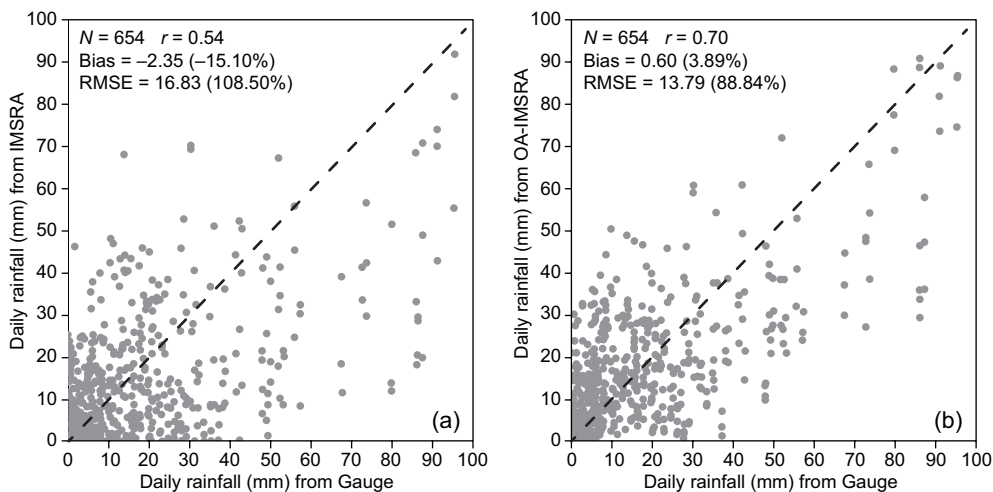 100
90
80
70
60
50
40
30
20
10
0
Daily rainfall (mm) from IMSRA
N = 654 r = 0.54
Bias = –2.35 (–15.10%)
RMSE = 16.83 (108.50%)
(a)
0 10 20 30 40 50 60 70 80 90 100
Daily rainfall (mm) from Gauge
100
90
80
70
60
50
40
30
20
10
0
Daily rainfall (mm) from OA-IMSRA
N = 654 r = 0.70
Bias = 0.60 (3.89%)
RMSE = 13.79 (88.84%)
(b)
0 10 20 30 40 50 60 70 80 90 100
Daily rainfall (mm) from Gauge